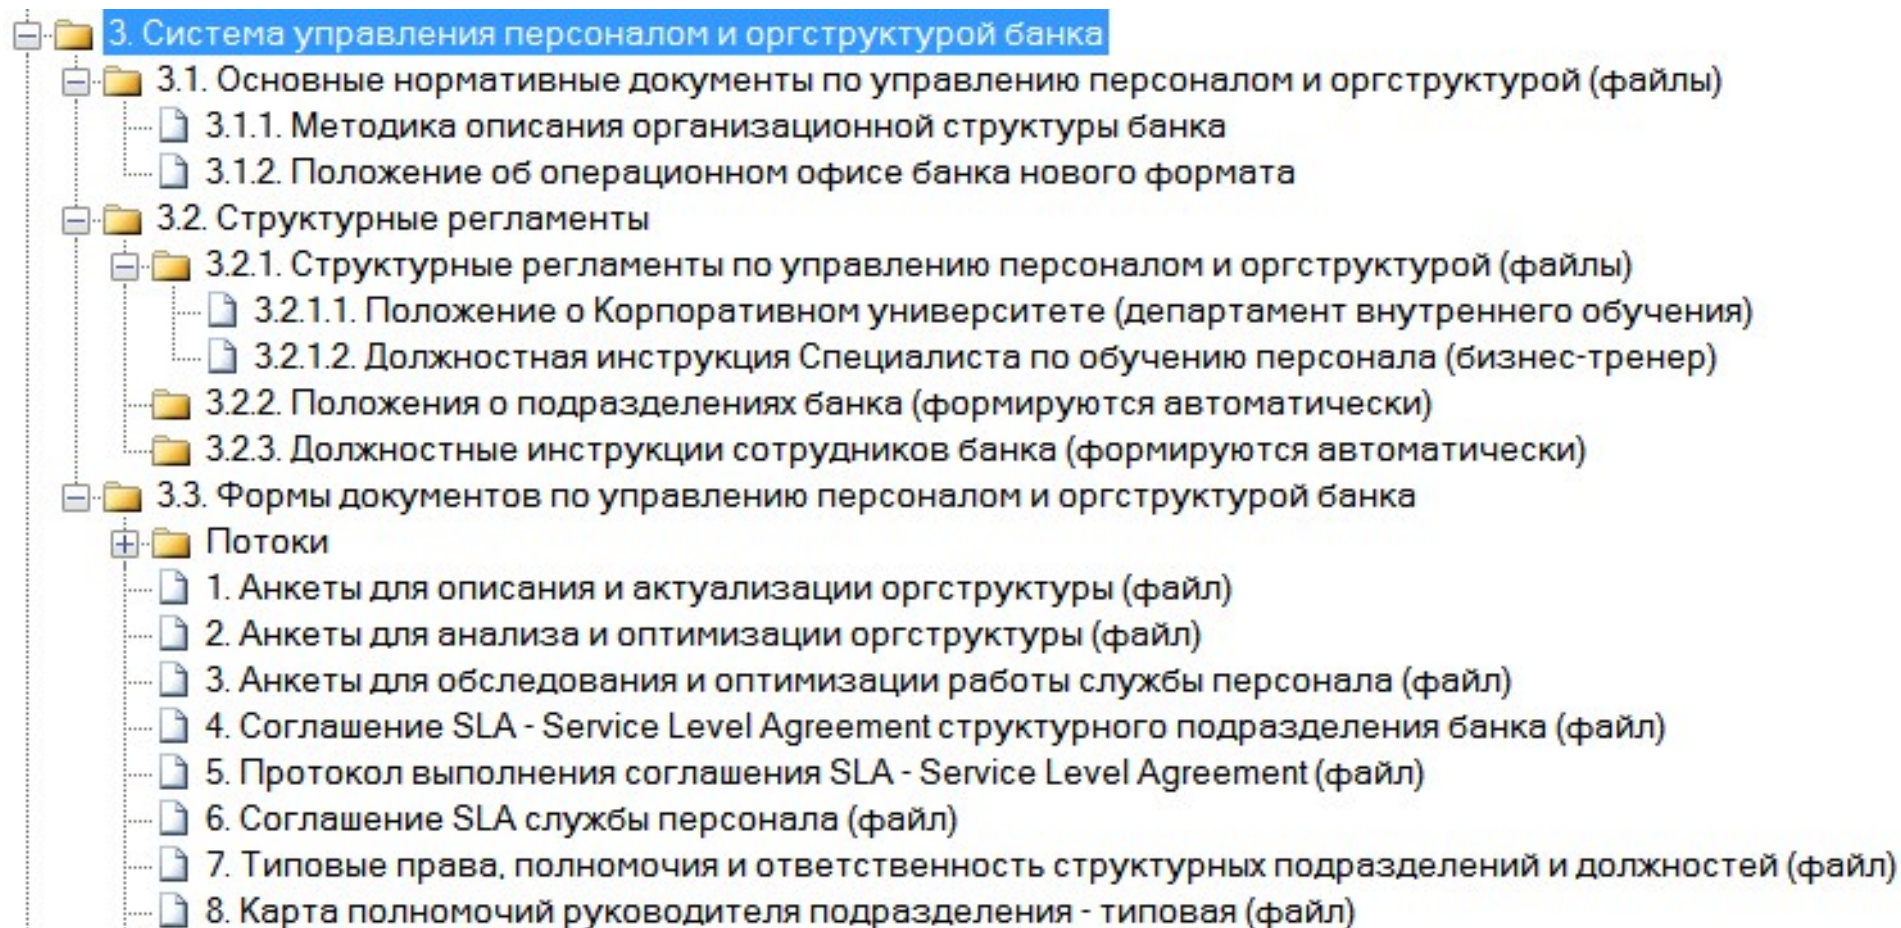 3. Система управления персоналом и оргструктурой банка
3.1. Основные нормативные документы по управлению персоналом и оргструктурой (файлы)
3.1.1. Методика описания организационной структуры банка
3.1.2. Положение об операционном офисе банка нового формата
3.2. Структурные регламенты
3.2.1. Структурные регламенты по управлению персоналом и оргструктурой (файлы)
3.2.1.1. Положение о Корпоративном университете (департамент внутреннего обучения)
3.2.1.2. Должностная инструкция Специалиста по обучению персонала (бизнес-тренер)
3.2.2. Положения о подразделениях банка (формируются автоматически)
3.2.3. Должностные инструкции сотрудников банка (формируются автоматически)
3.3. Формы документов по управлению персоналом и оргструктурой банка
Потоки
1. Анкеты для описания и актуализации оргструктуры (файл)
2. Анкеты для анализа и оптимизации оргструктуры (файл)
3. Анкеты для обследования и оптимизации работы службы персонала (файл)
4. Соглашение SLA - Service Level Agreement структурного подразделения банка (файл)
5. Протокол выполнения соглашения SLA - Service Level Agreement (файл)
6. Соглашение SLA службы персонала (файл)
7. Типовые права, полномочия и ответственность структурных подразделений и должностей (файл)
8. Карта полномочий руководителя подразделения - типовая (файл)